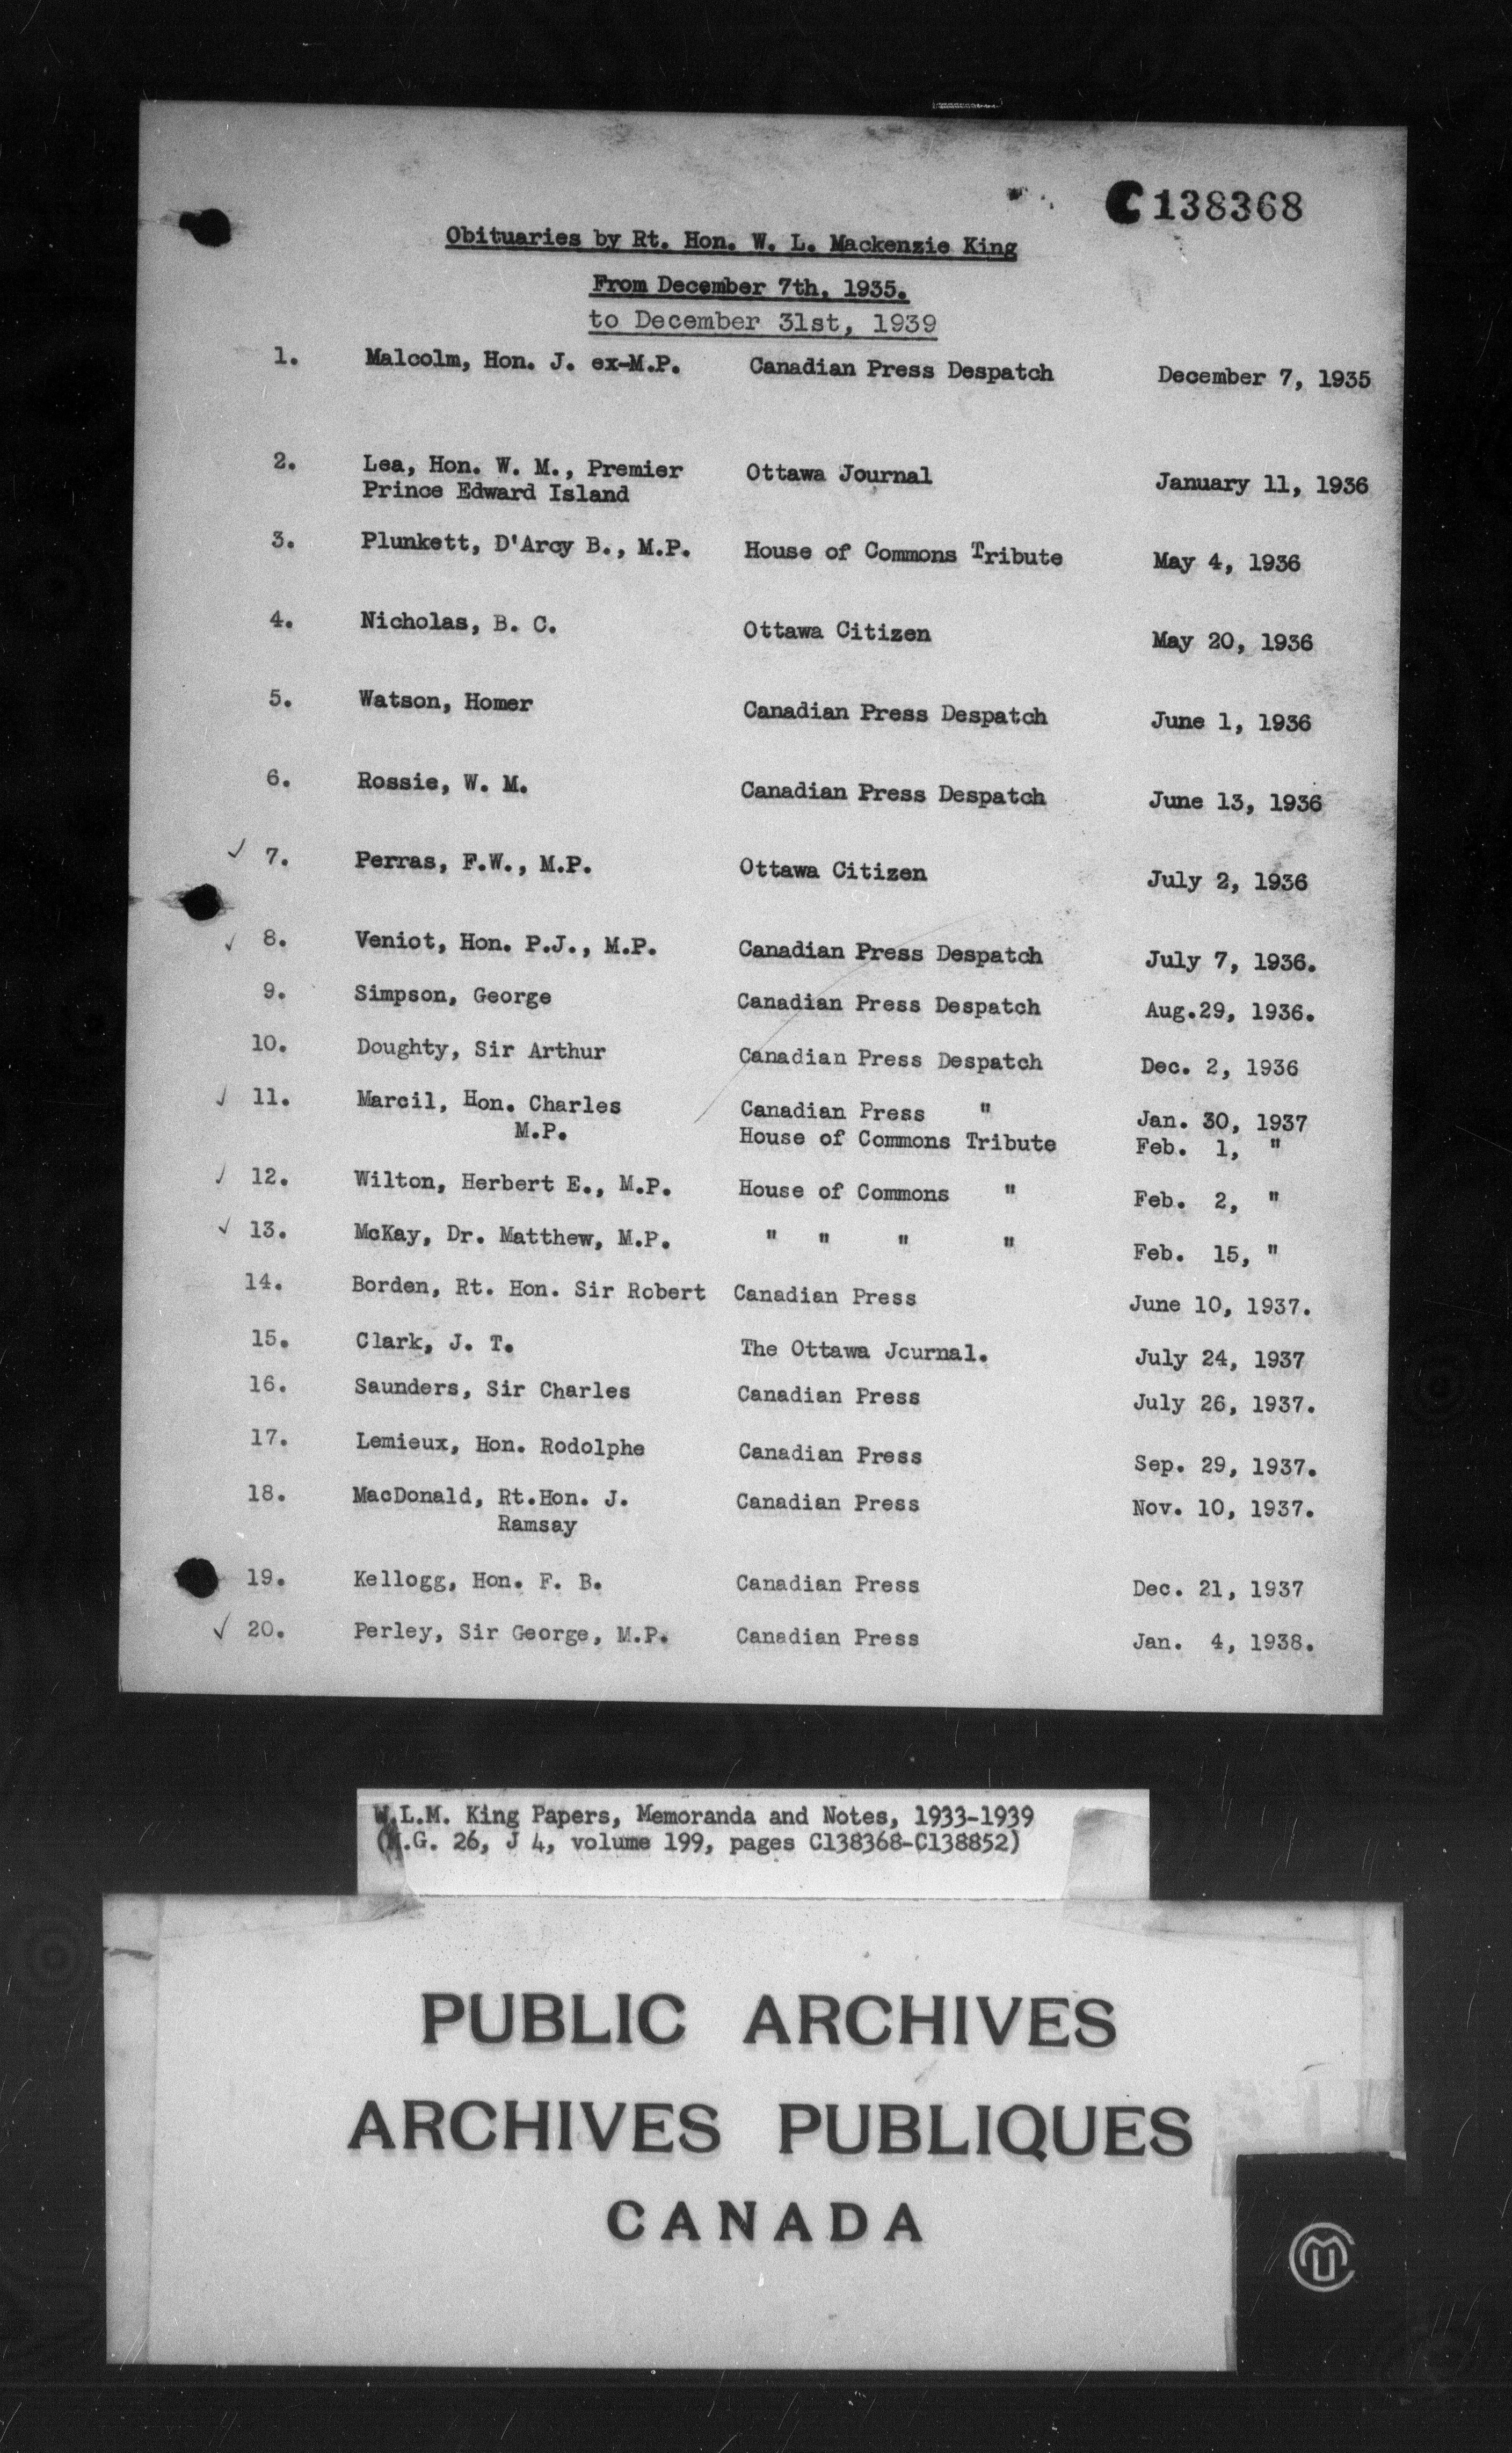 C138368
Obituaries by Rt. Hon. W. L. Mackenzie King
From December 7th, 1935.
to December 31st, 1939
1. Malcolm, Hon. J. ex-M.P. Canadian Press Despatch December 7, 1935
2. Lea, Hon. W. M., Premier Ottawa Journal January 11, 1936
Prince Edward Island
3. Plunkett, D'Arcy B., M.P. House of Commons Tribute May 4, 1936
4. Nicholas, B. C. Ottawa Citizen May 20, 1936
5. Watson, Homer Canadian Press Despatch June 1, 1936
6. Rossie, W. M. Canadian Press Despatch June 13, 1936
✓ 7. Perras, F.W., M.P. Ottawa Citizen July 2, 1936
✓ 8. Veniot, Hon. P.J., M.P. Canadian Press Despatch July 7, 1936.
9. Simpson, George Canadian Press Despatch Aug.29, 1936.
10. Doughty, Sir Arthur Canadian Press Despatch Dec. 2, 1936
✓ 11. Marcil, Hon. Charles Canadian Press " Jan. 30, 1937
M.P. House of Commons Tribute Feb. 1, "
✓ 12. Wilton, Herbert E., M.P. House of Commons " Feb. 2, "
✓ 13. McKay, Dr. Matthew, M.P. " " " " Feb. 15, "
14. Borden, Rt. Hon. Sir Robert Canadian Press June 10, 1937.
15. Clark, J. T. The Ottawa Journal. July 24, 1937
16. Saunders, Sir Charles Canadian Press July 26, 1937.
17. Lemieux, Hon. Rodolphe Canadian Press Sep. 29, 1937.
18. MacDonald, Rt.Hon. J. Canadian Press Nov. 10, 1937.
Ramsay
19. Kellogg, Hon. F. B. Canadian Press Dec. 21, 1937
✓ 20. Perley, Sir George, M.P. Canadian Press Jan. 4, 1938.
W.L.M. King Papers, Memoranda and Notes, 1933-1939
(M.G. 26, J 4, volume 199, pages C138368-C138852)
PUBLIC ARCHIVES
ARCHIVES PUBLIQUES
CANADA